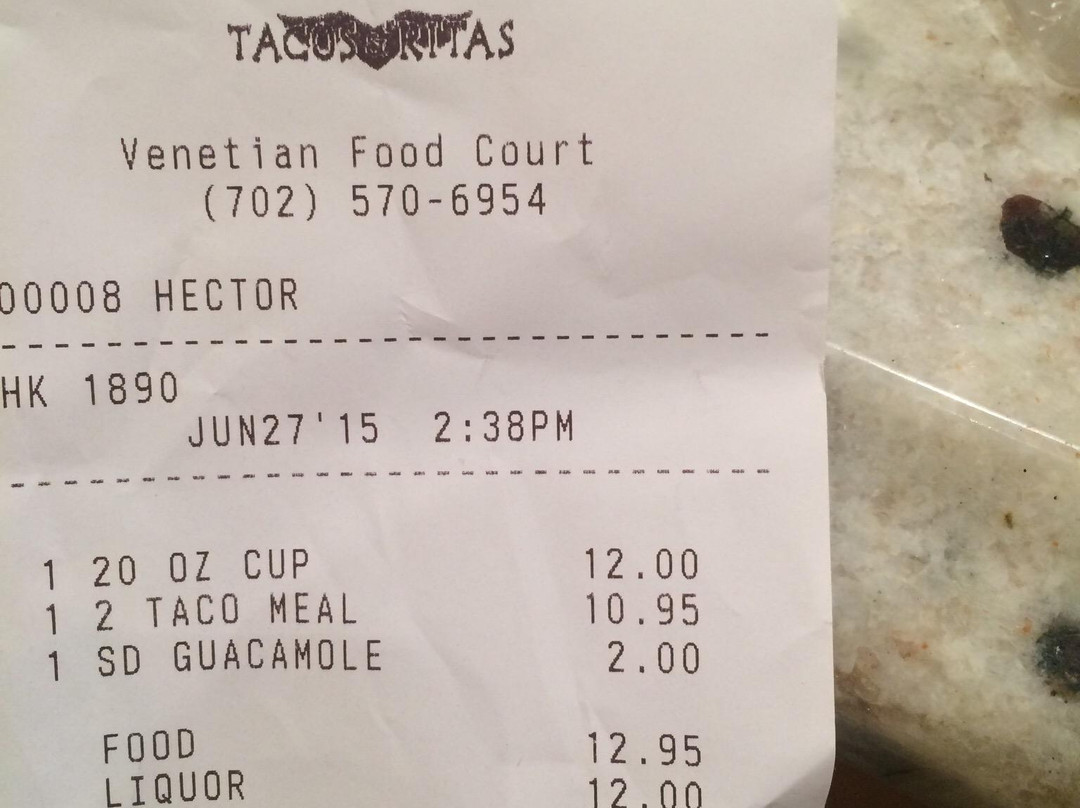 TACOS & RITAS
Venetian Food Court
(702) 570-6954
00008 HECTOR
HK 1890
JUN27'15 2:38PM
1 20 OZ CUP 12.00
1 2 TACO MEAL 10.95
1 SD GUACAMOLE 2.00
FOOD 12.95
LIQUOR 12.00